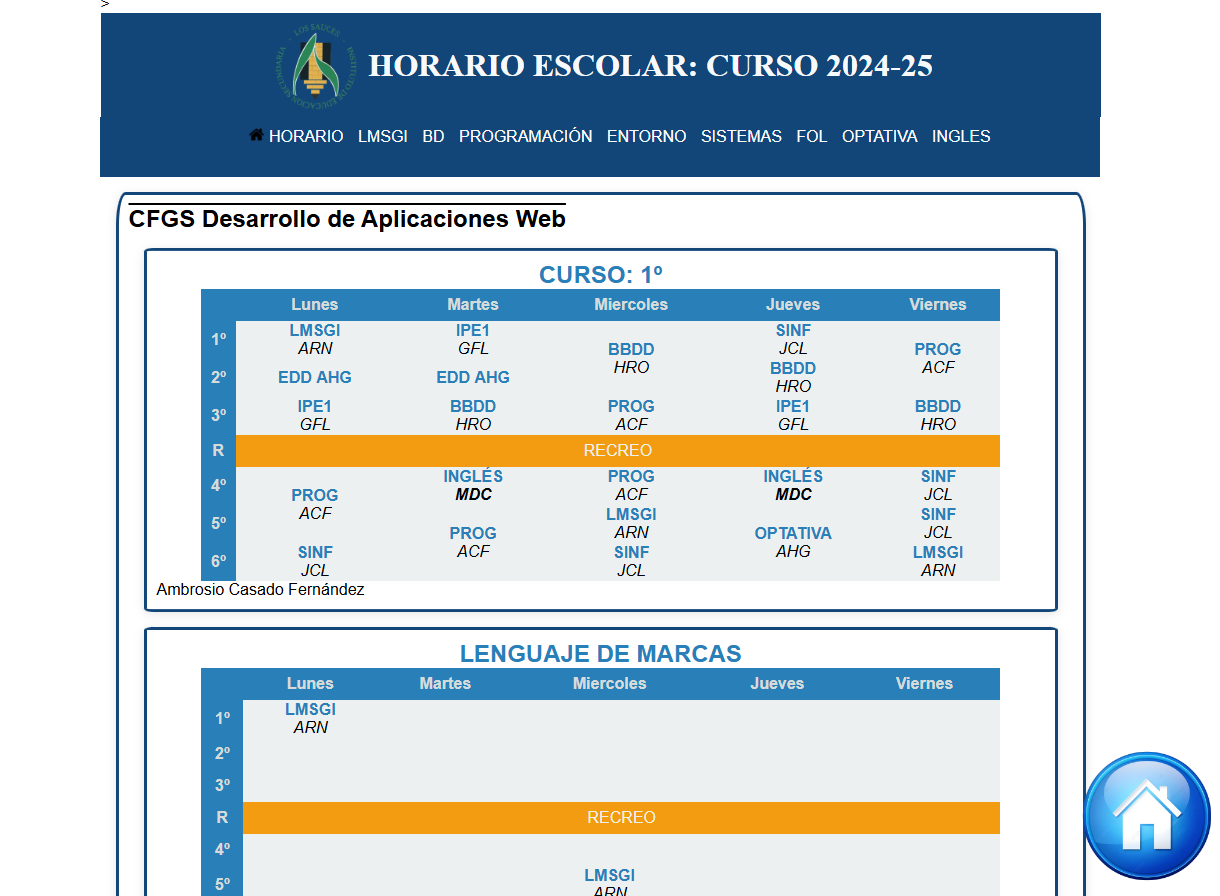 >
LOS SAUCES - INSTITUTO DE EDUCACIÓN SECUNDARIA -
HORARIO ESCOLAR: CURSO 2024-25
HORARIO LMSGI BD PROGRAMACIÓN ENTORNO SISTEMAS FOL OPTATIVA INGLES
CFGS Desarrollo de Aplicaciones Web
CURSO: 1º
Lunes Martes Miercoles Jueves Viernes
1º LMSGI IPE1 SINF
ARN GFL JCL
BBDD PROG
HRO ACF
2º EDD AHG EDD AHG BBDD
HRO
3º IPE1 BBDD PROG IPE1 BBDD
GFL HRO ACF GFL HRO
R RECREO
4º INGLÉS PROG INGLÉS SINF
MDC ACF MDC JCL
PROG
ACF
5º LMSGI SINF
ARN JCL
PROG OPTATIVA
ACF AHG
6º SINF SINF LMSGI
JCL JCL ARN
Ambrosio Casado Fernández
LENGUAJE DE MARCAS
Lunes Martes Miercoles Jueves Viernes
1º LMSGI
ARN
2º
3º
R RECREO
4º
5º LMSGI
ARN